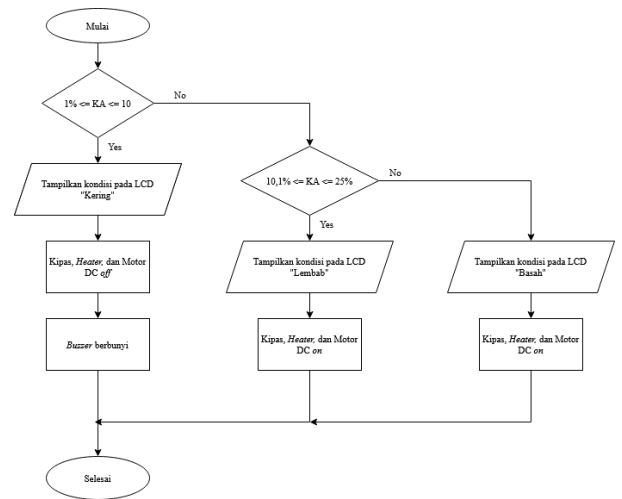 Mulai
1% <= KA <= 10
No
Yes
Tampilkan kondisi pada LCD
"Kering"
10,1% <= KA <= 25%
No
Yes
Kipas, Heater, dan Motor
DC off
Tampilkan kondisi pada LCD
"Lembab"
Tampilkan kondisi pada LCD
"Basah"
Buzzer berbunyi
Kipas, Heater, dan Motor
DC on
Kipas, Heater, dan Motor
DC on
Selesai